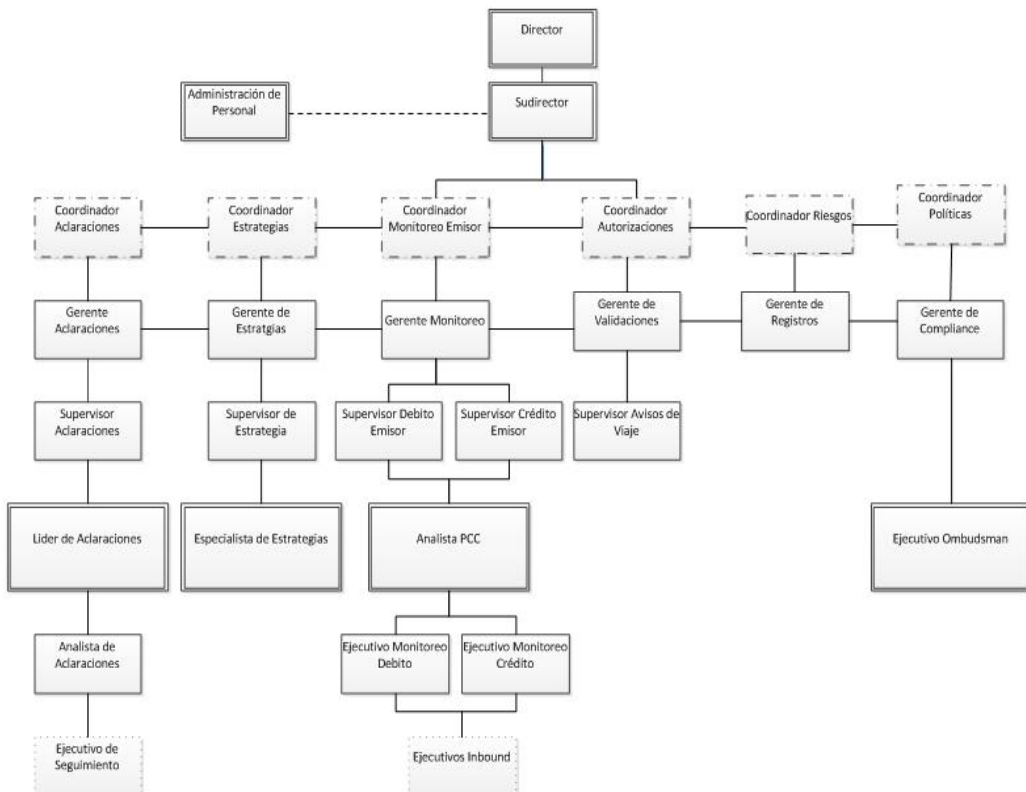 Director
Administración de
Personal
Sudirector
Coordinador
Aclaraciones
Coordinador
Estrategias
Coordinador
Monitoreo Emisor
Coordinador
Autorizaciones
Coordinador Riesgos
Coordinador
Políticas
Gerente
Aclaraciones
Gerente de
Estratgias
Gerente Monitoreo
Gerente de
Validaciones
Gerente de
Registros
Gerente de
Compliance
Supervisor
Aclaraciones
Supervisor de
Estrategia
Supervisor Debito
Emisor
Supervisor Crédito
Emisor
Supervisor Avisos de
Viaje
Lider de Aclaraciones
Especialista de Estrategias
Analista PCC
Ejecutivo Ombudsman
Analista de
Aclaraciones
Ejecutivo Monitoreo
Debito
Ejecutivo Monitoreo
Crédito
Ejecutivo de
Seguimiento
Ejecutivos Inbound